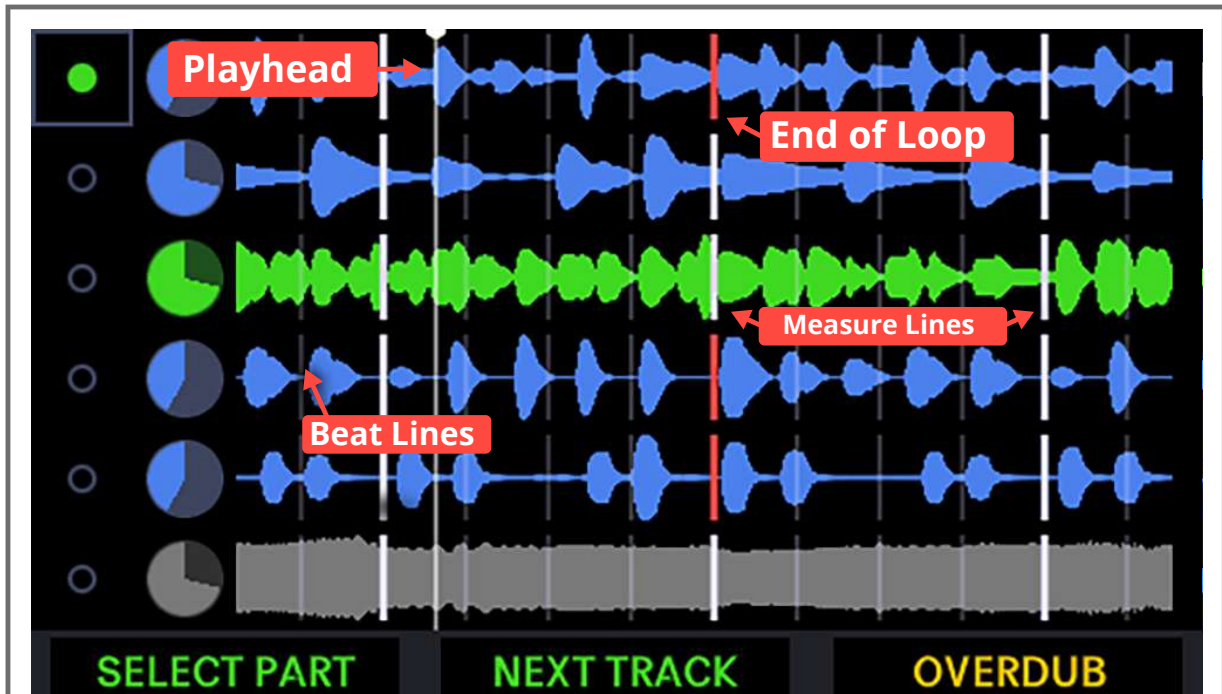 Playhead
End of Loop
Measure Lines
Beat Lines
SELECT PART
NEXT TRACK
OVERDUB